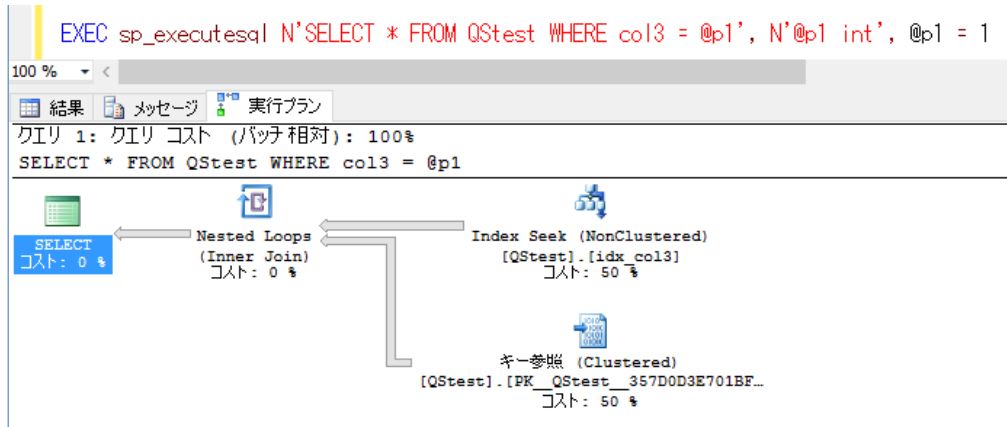 EXEC sp_executesql N'SELECT * FROM QStest WHERE col3 = @p1', N'@p1 int', @p1 = 1
100 %
結果 メッセージ 実行プラン
クエリ 1: クエリ コスト (バッチ相対): 100%
SELECT * FROM QStest WHERE col3 = @p1
SELECT
コスト: 0 %
Nested Loops
(Inner Join)
コスト: 0 %
Index Seek (NonClustered)
[QStest].[idx_col3]
コスト: 50 %
キー参照 (Clustered)
[QStest].[PK__QStest__357D0D3E701BF…
コスト: 50 %